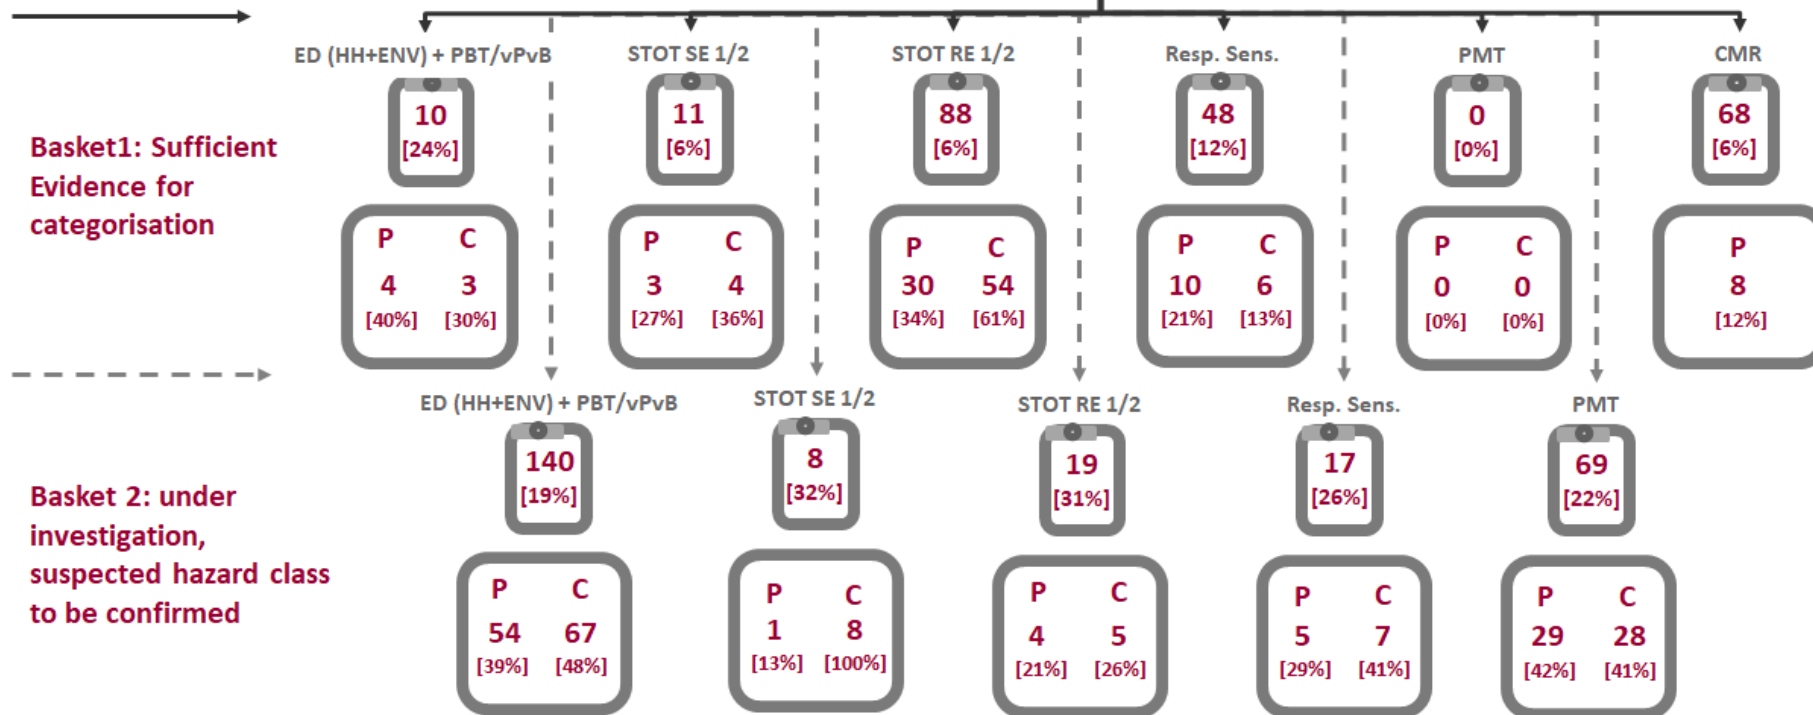 ED (HH+ENV) + PBT/vPvB STOT SE 1/2 STOT RE 1/2 Resp. Sens. PMT CMR
10 11 88 48 0 68
[24%] [6%] [6%] [12%] [0%] [6%]
Basket1: Sufficient
Evidence for
categorisation
P C P C P C P C P C P
4 3 3 4 30 54 10 6 0 0 8
[40%] [30%] [27%] [36%] [34%] [61%] [21%] [13%] [0%] [0%] [12%]
ED (HH+ENV) + PBT/vPvB STOT SE 1/2 STOT RE 1/2 Resp. Sens. PMT
140 8 19 17 69
[19%] [32%] [31%] [26%] [22%]
Basket 2: under
investigation,
suspected hazard class
to be confirmed
P C P C P C P C P C
54 67 1 8 4 5 5 7 29 28
[39%] [48%] [13%] [100%] [21%] [26%] [29%] [41%] [42%] [41%]